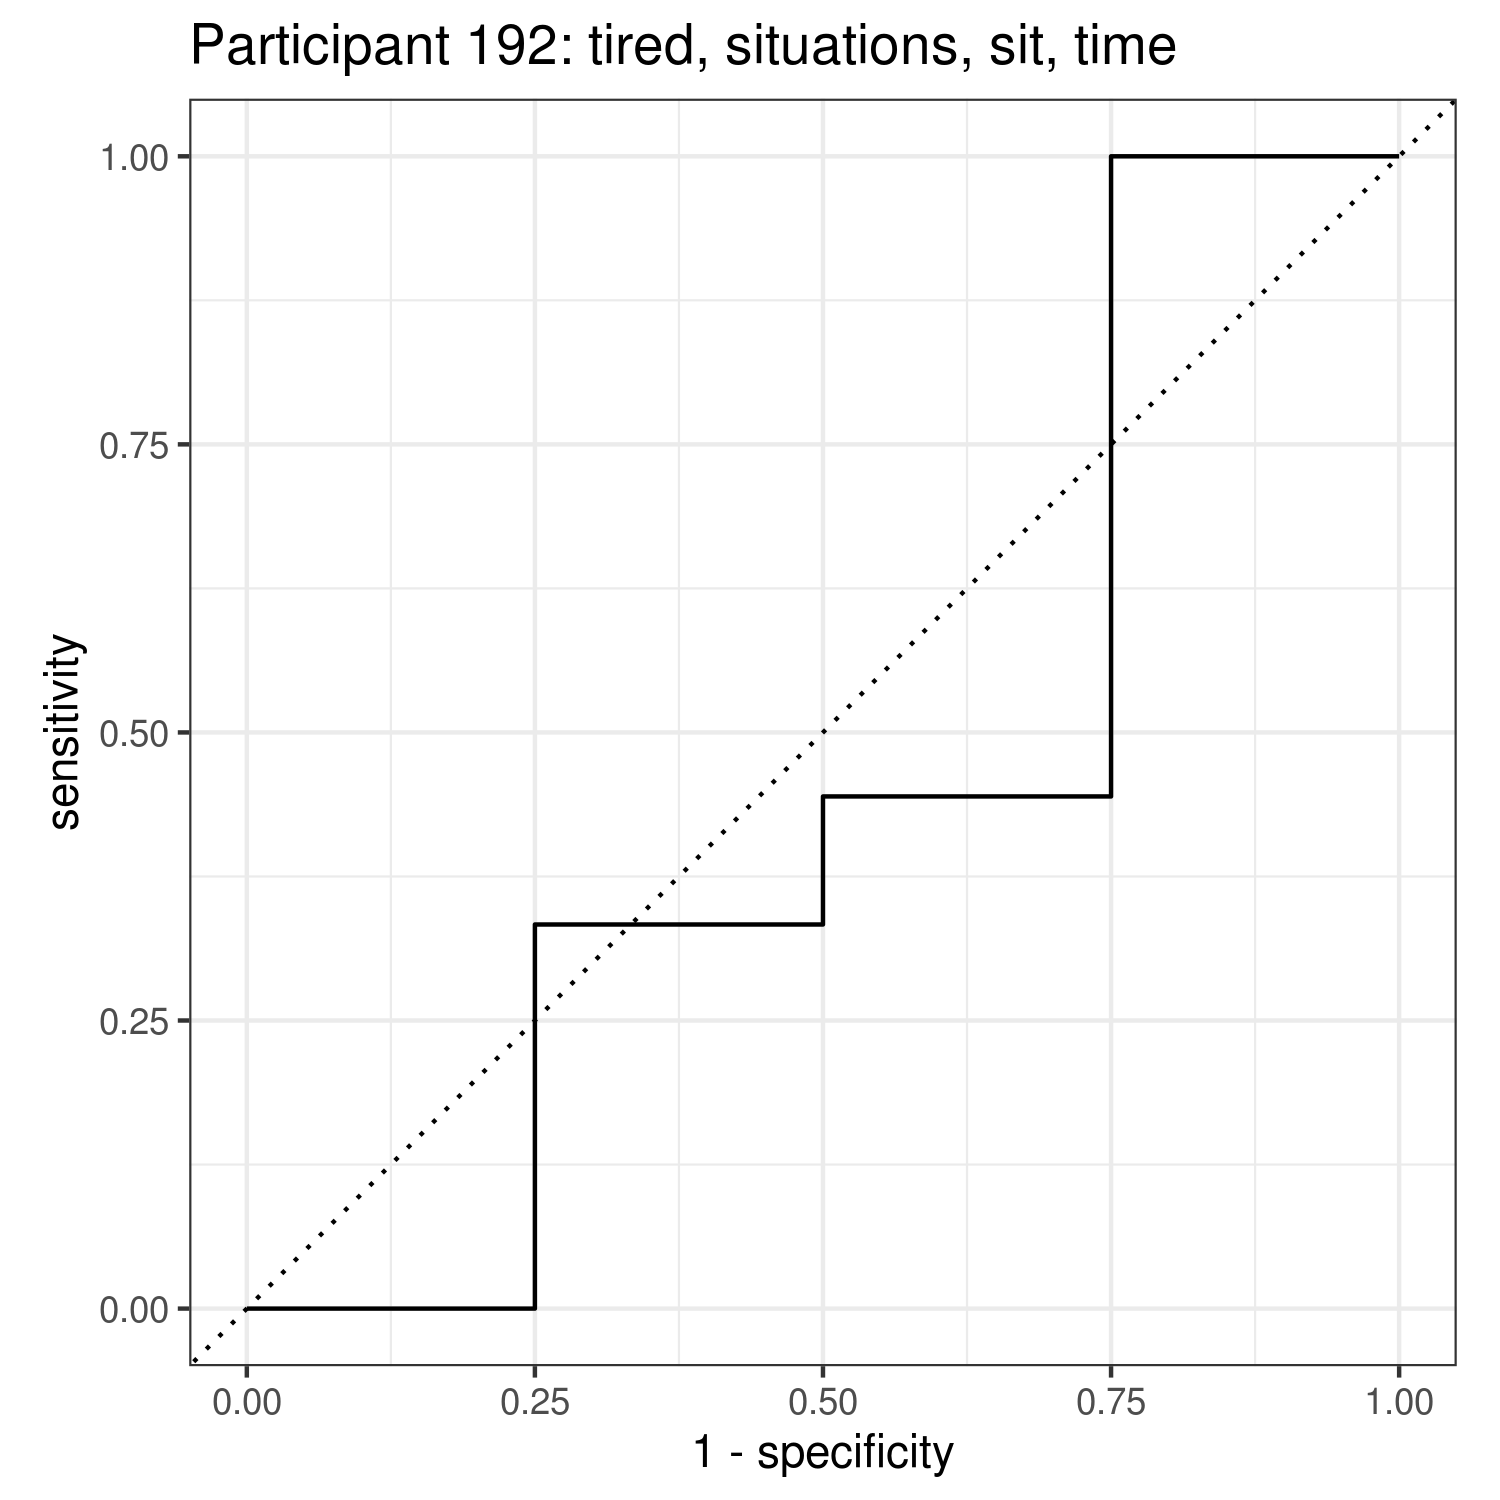 Participant 192: tired, situations, sit, time
1.00
0.75
0.50
0.25
0.00
sensitivity
0.00 0.25 0.50 0.75 1.00
1 - specificity